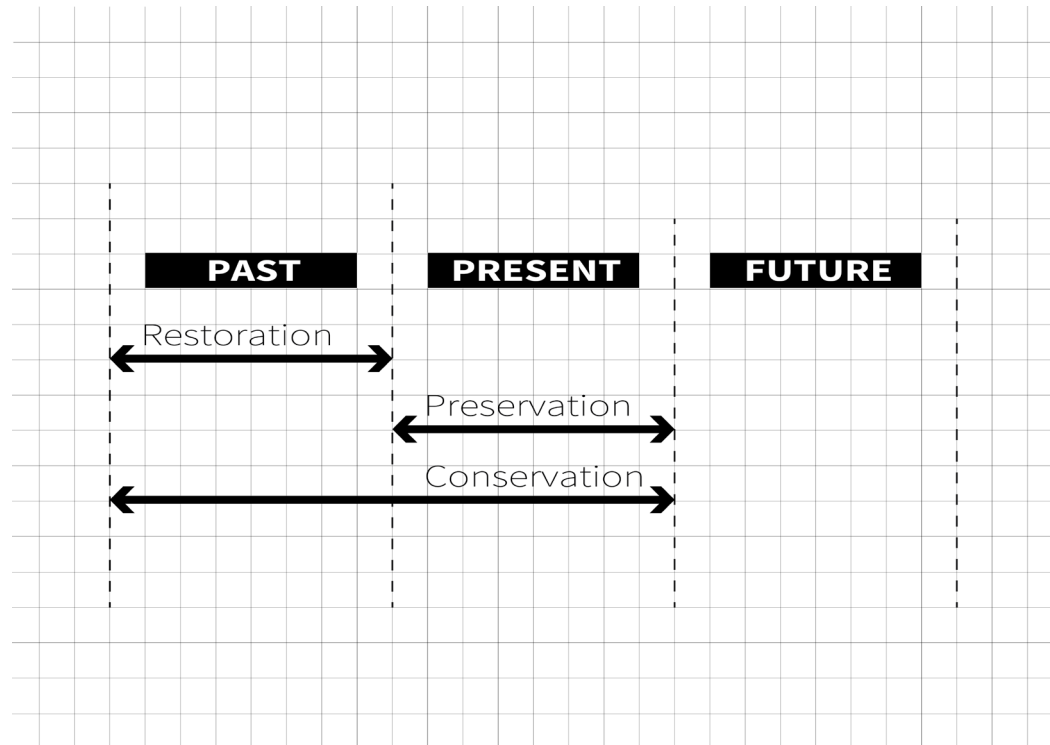 PAST
PRESENT
FUTURE
Restoration
Preservation
Conservation